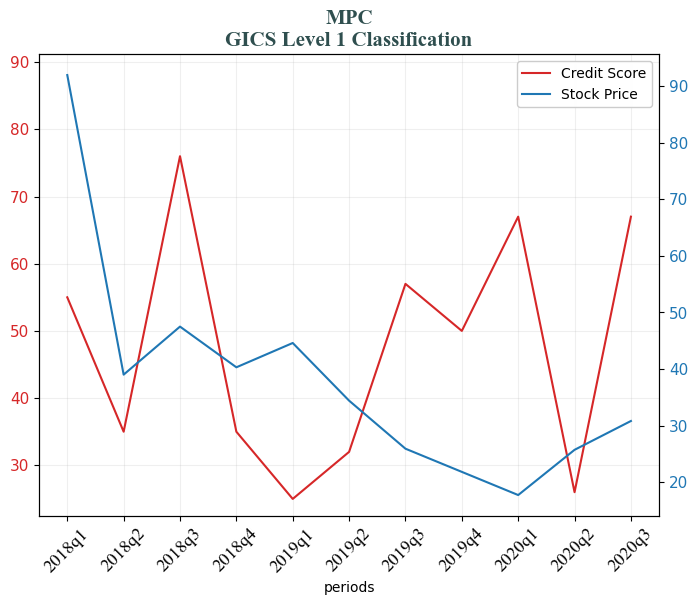 MPC
GICS Level 1 Classification
Credit Score
Stock Price
90
80
70
60
50
40
30
90
80
70
60
50
40
30
20
2018q1
2018q2
2018q3
2018q4
2019q1
2019q2
2019q3
2019q4
2020q1
2020q2
2020q3
periods